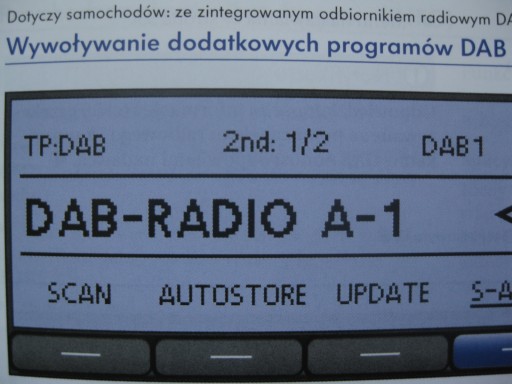 Dotyczy samochodów: ze zintegrowanym odbiornikiem radiowym
Wywoływanie dodatkowych programów DAB
TP:DAB 2nd: 1/2 DAB1
DAB-RADIO A-1
SCAN AUTOSTORE UPDATE